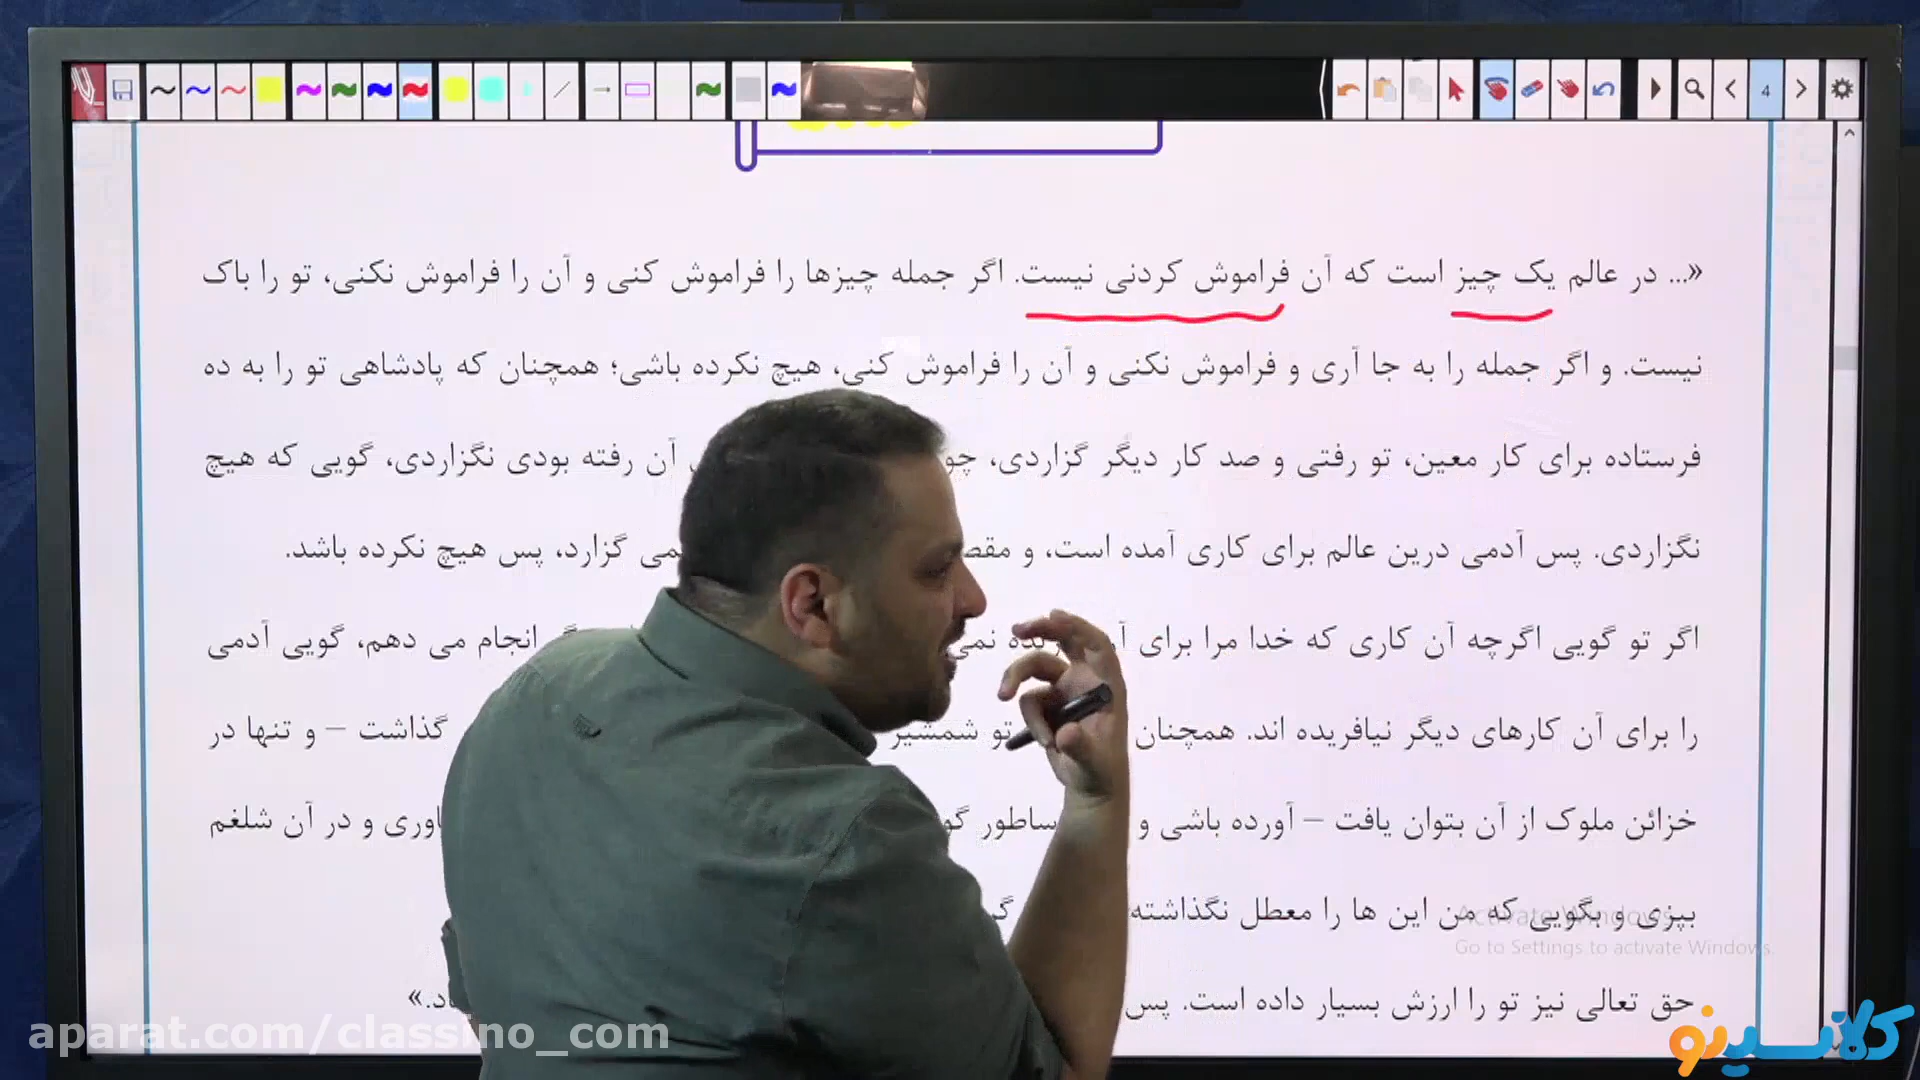 4
«... در عالم یک چیز است که آن فراموش کردنی نیست. اگر جمله چیزها را فراموش کنی و آن را فراموش نکنی، تو را باک
نیست. و اگر جمله را به جا آری و فراموش نکنی و آن را فراموش کنی، هیچ نکرده باشی؛ همچنان که پادشاهی تو را به ده
فرستاده برای کار معین، تو رفتی و صد کار دیگر گزاردی، آن رفته بودی نگزاردی، گویی که هیچ
نگزاردی. پس آدمی درین عالم برای کاری آمده است، و گزارد، پس هیچ نکرده باشد.
اگر تو گویی اگرچه آن کاری که خدا مرا برای انجام می دهم، گویی آدمی
را برای آن کارهای دیگر نیافریده اند. همچنان تو شمشیر گذاشت – و تنها در
خزائن ملوک از آن بتوان یافت – آورده باشی و ساطور و در آن شلغم
بپزی و بگویی که من این ها را معطل نگذاشته
Activate Windows
Go to Settings to activate Windows.
حق تعالی نیز تو را ارزش بسیار داده است. پس
aparat.com/classino_com
کلاسینو